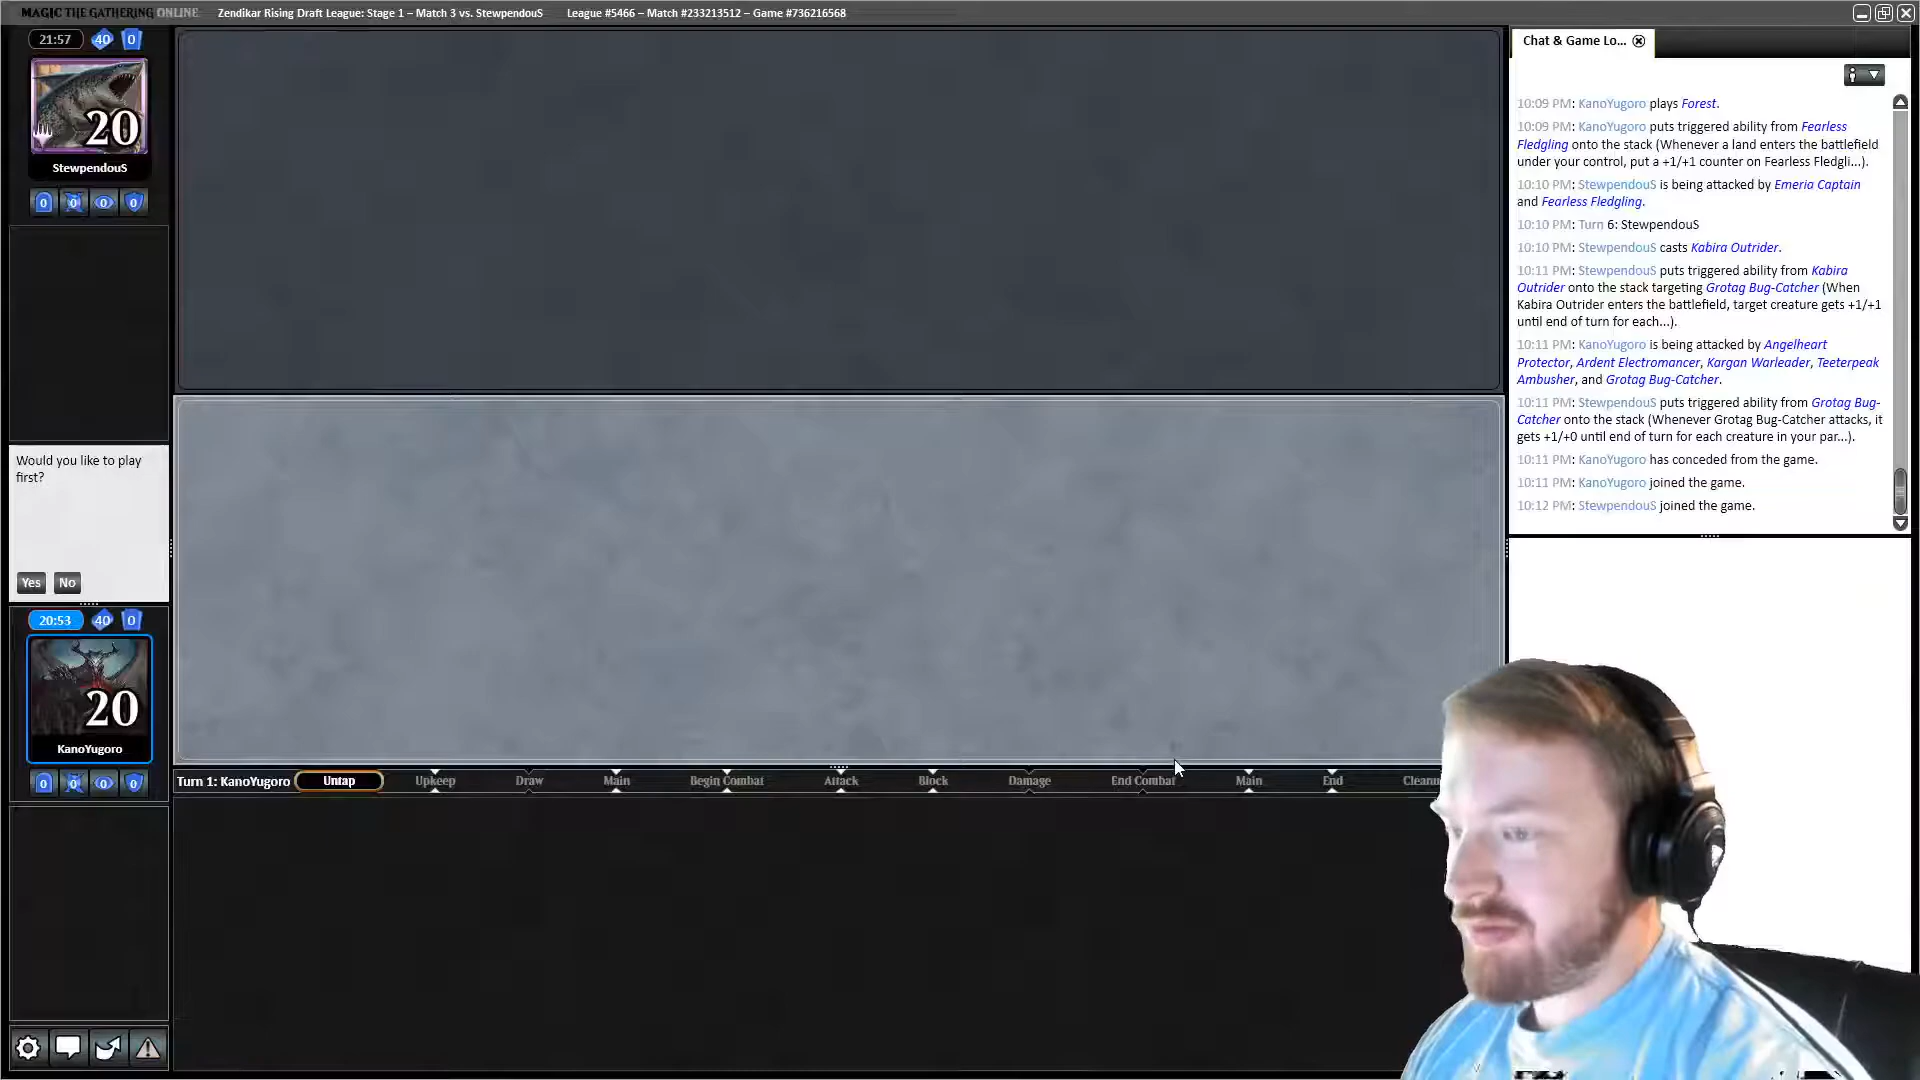 MAGIC THE GATHERING ONLINE Zendikar Rising Draft League: Stage 1 – Match 3 vs. StewpendouS League #5466 – Match #233213512 – Game #736216568
21:57 40 0
20
StewpendouS
0 0 0 0
Would you like to play
first?
Yes No
20:53 40 0
20
KanoYugoro
0 0 0 0
Turn 1: KanoYugoro Untap Upkeep Draw Main Begin Combat Attack Block Damage End Combat Main End
Chat & Game Lo...
10:09 PM: KanoYugoro plays Forest.
10:09 PM: KanoYugoro puts triggered ability from Fearless
Fledgling onto the stack (Whenever a land enters the battlefield
under your control, put a +1/+1 counter on Fearless Fledgli...).
10:10 PM: StewpendouS is being attacked by Emeria Captain
and Fearless Fledgling.
10:10 PM: Turn 6: StewpendouS
10:10 PM: StewpendouS casts Kabira Outrider.
10:11 PM: StewpendouS puts triggered ability from Kabira
Outrider onto the stack targeting Grotag Bug-Catcher (When
Kabira Outrider enters the battlefield, target creature gets +1/+1
until end of turn for each...).
10:11 PM: KanoYugoro is being attacked by Angelheart
Protector, Ardent Electromancer, Kargan Warleader, Teeterpeak
Ambusher, and Grotag Bug-Catcher.
10:11 PM: StewpendouS puts triggered ability from Grotag Bug-
Catcher onto the stack (Whenever Grotag Bug-Catcher attacks, it
gets +1/+0 until end of turn for each creature in your par...).
10:11 PM: KanoYugoro has conceded from the game.
10:11 PM: KanoYugoro joined the game.
10:12 PM: StewpendouS joined the game.